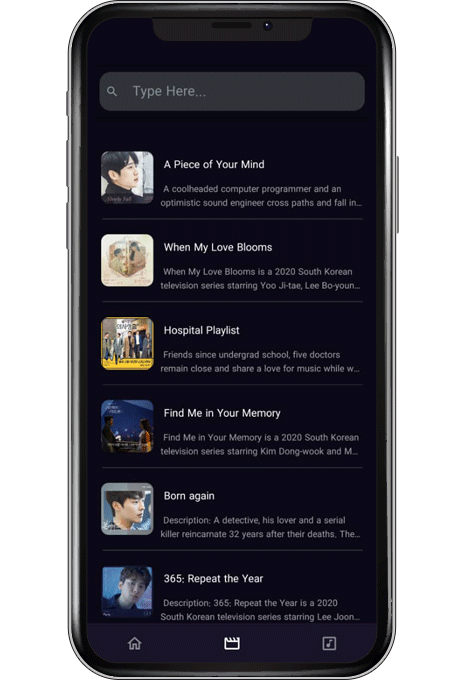 Type Here...
A Piece of Your Mind
A coolheaded computer programmer and an
optimistic sound engineer cross paths and fall in...
When My Love Blooms
When My Love Blooms is a 2020 South Korean
television series starring Yoo Ji-tae, Lee Bo-youn...
Hospital Playlist
Friends since undergrad school, five doctors
remain close and share a love for music while w...
Find Me in Your Memory
Find Me in Your Memory is a 2020 South Korean
television series starring Kim Dong-wook and M...
Born again
Description: A detective, his lover and a serial
killer reincarnate 32 years after their deaths. The...
365: Repeat the Year
Description: 365: Repeat the Year is a 2020
South Korean television series starring Lee Joon...